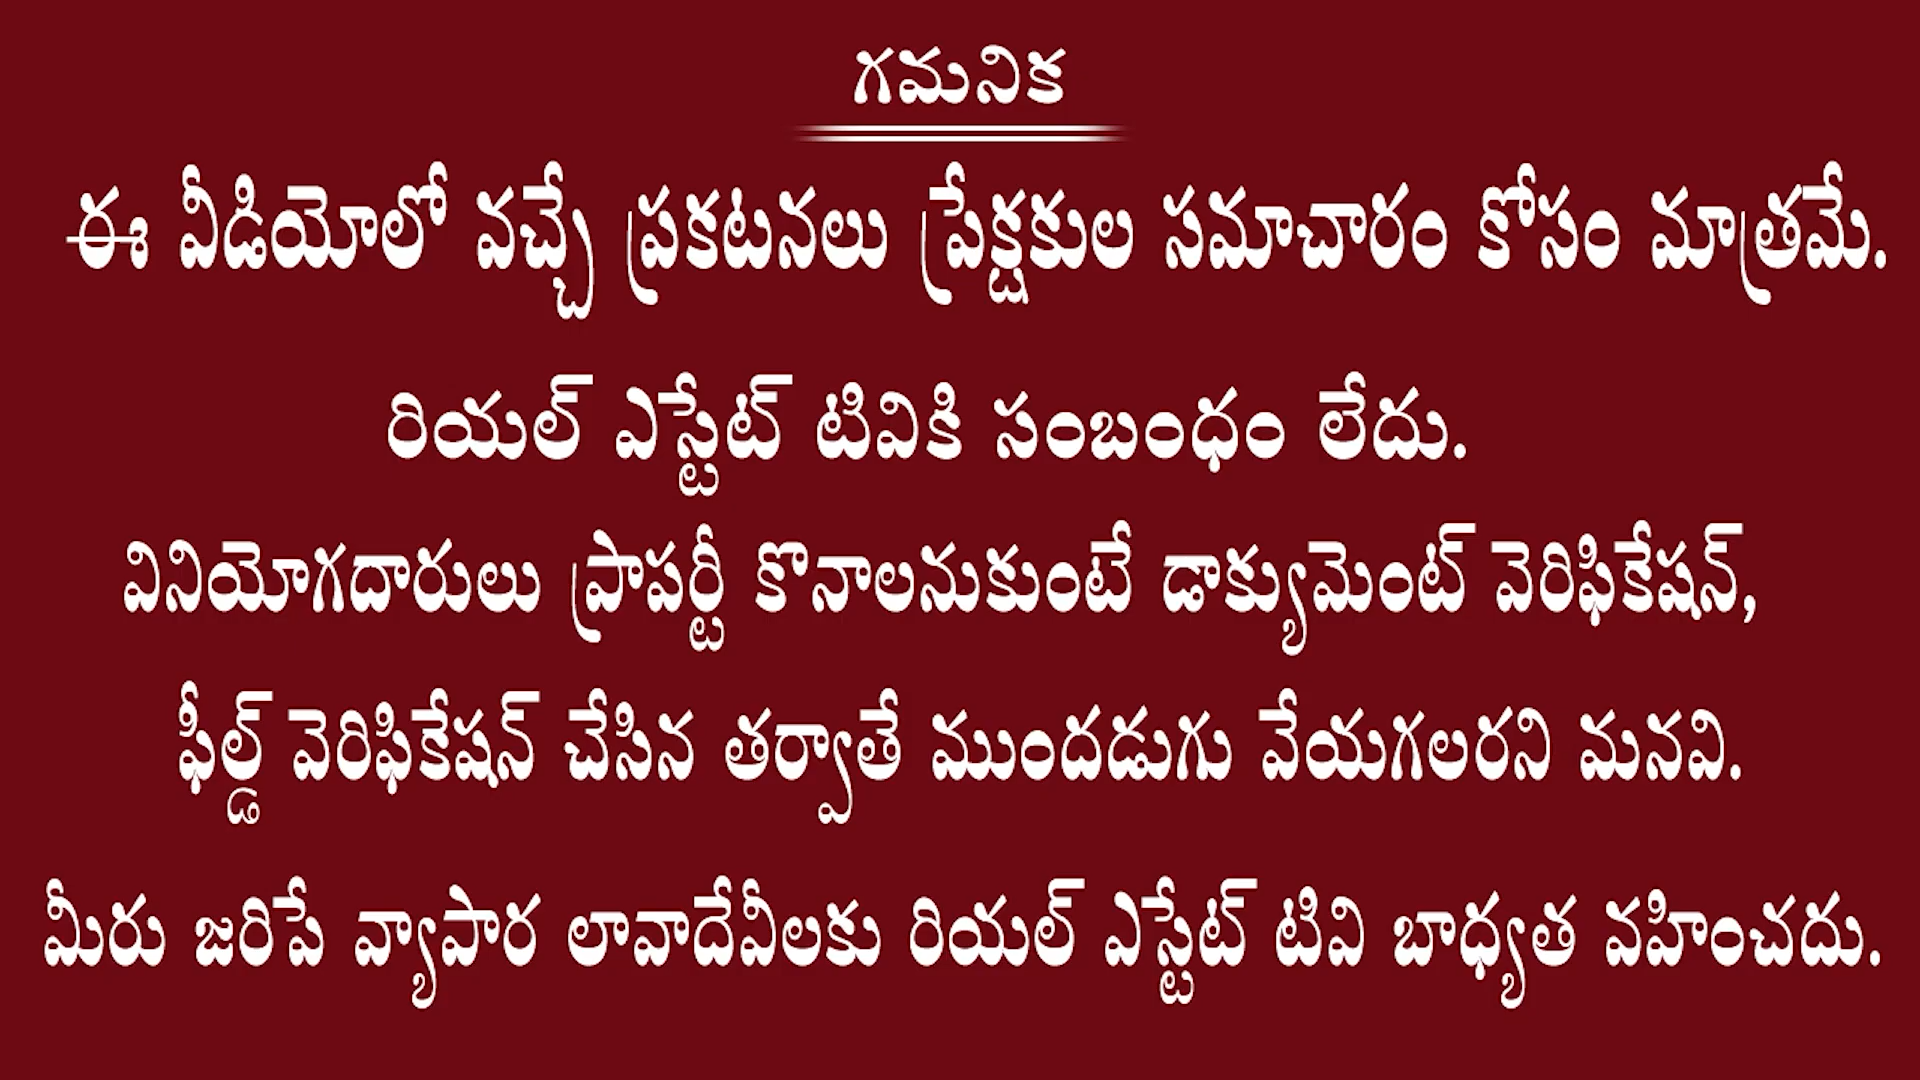 గమనిక
ఈ వీడియోలో వచ్చే ప్రకటనలు ప్రేక్షకుల సమాచారం కోసం మాత్రమే.
రియల్ ఎస్టేట్ టివికి సంబంధం లేదు.
వినియోగదారులు ప్రాపర్టీ కొనాలనుకుంటే డాక్యుమెంట్ వెరిఫికేషన్,
ఫీల్డ్ వెరిఫికేషన్ చేసిన తర్వాతే ముందడుగు వేయగలరని మనవి.
మీరు జరిపే వ్యాపార లావాదేవీలకు రియల్ ఎస్టేట్ టివి బాధ్యత వహించదు.